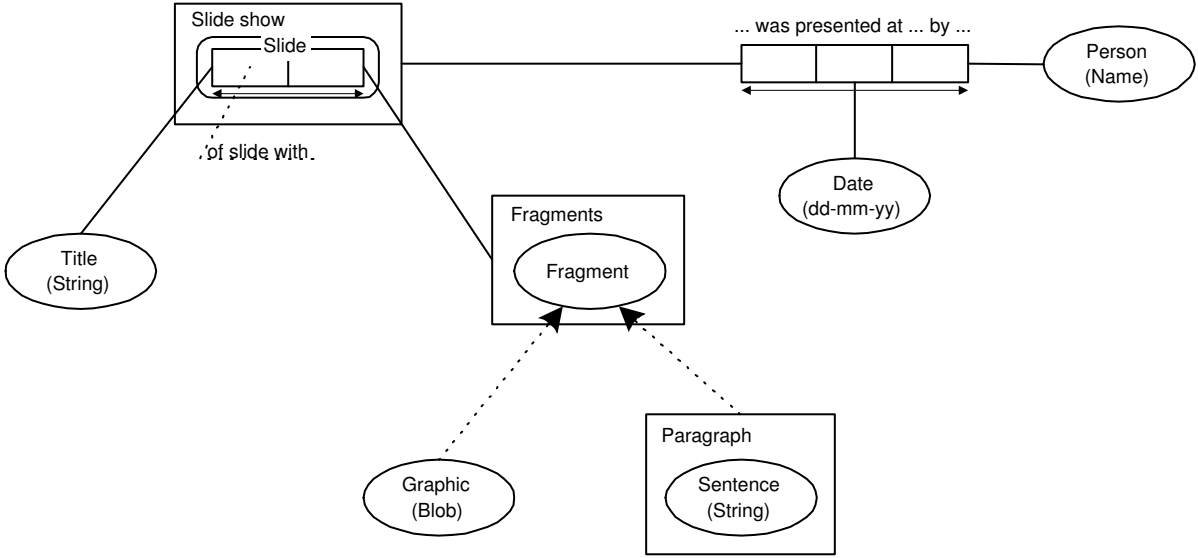 Slide show
Slide
... was presented at ... by ...
Person
(Name)
of slide with
Date
(dd-mm-yy)
Fragments
Title
(String)
Fragment
Paragraph
Graphic
(Blob)
Sentence
(String)